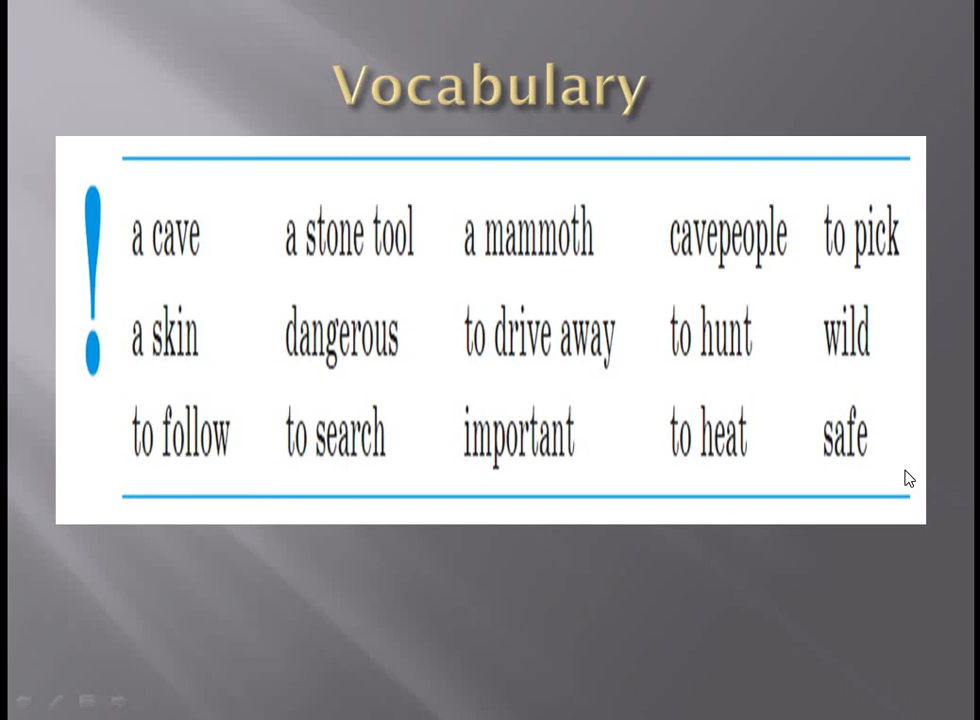 Vocabulary
! a cave a stone tool a mammoth cavepeople to pick
a skin dangerous to drive away to hunt wild
to follow to search important to heat safe